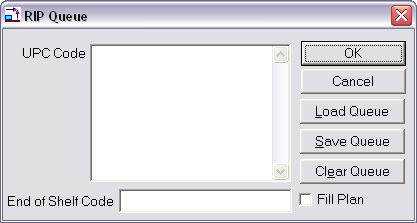 RIP Queue
UPC Code
OK
Cancel
Load Queue
Save Queue
Clear Queue
End of Shelf Code
Fill Plan